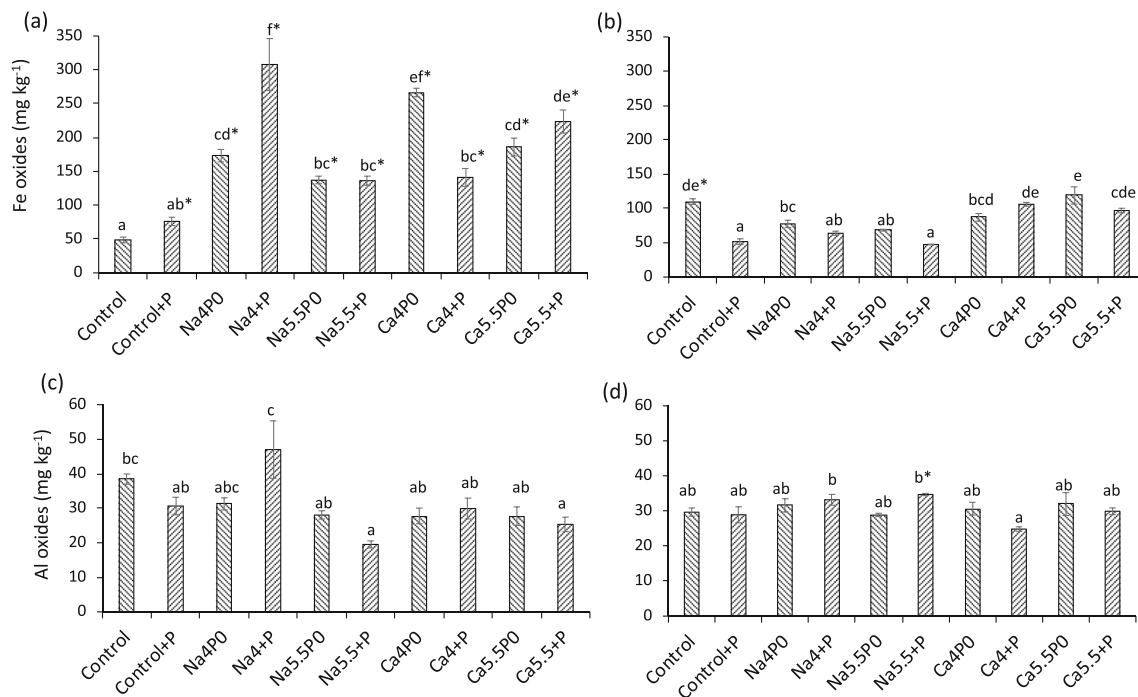 (a)
Fe oxides (mg kg-1)
350
300
250
200
150
100
50
0
a
ab*
cd*
f*
bc*
bc*
ef*
bc*
cd*
de*
Control
Control+P
Na4P0
Na4+P
Na5.5P0
Na5.5+P
Ca4P0
Ca4+P
Ca5.5P0
Ca5.5+P
(b)
350
300
250
200
150
100
50
0
de*
a
bc
ab
ab
a
bcd
de
e
cde
Control
Control+P
Na4P0
Na4+P
Na5.5P0
Na5.5+P
Ca4P0
Ca4+P
Ca5.5P0
Ca5.5+P
(c)
Al oxides (mg kg-1)
60
50
40
30
20
10
0
bc
ab
abc
c
ab
a
ab
ab
ab
a
Control
Control+P
Na4P0
Na4+P
Na5.5P0
Na5.5+P
Ca4P0
Ca4+P
Ca5.5P0
Ca5.5+P
(d)
60
50
40
30
20
10
0
ab
ab
ab
b
ab
b*
ab
a
ab
ab
Control
Control+P
Na4P0
Na4+P
Na5.5P0
Na5.5+P
Ca4P0
Ca4+P
Ca5.5P0
Ca5.5+P